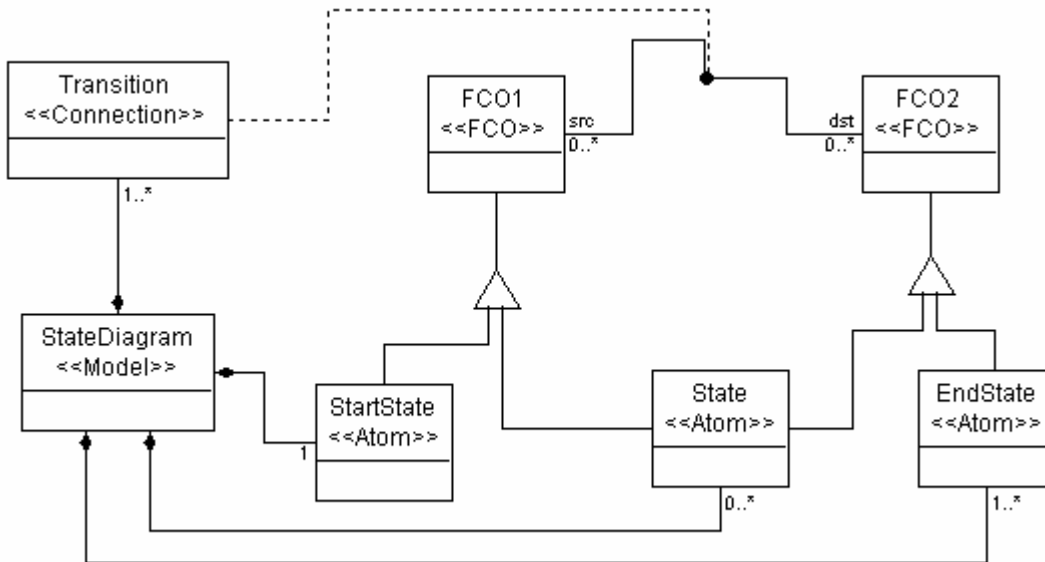 Transition
<<Connection>>
1..*
FCO1
<<FCO>>
src
0..*
dst
0..*
FCO2
<<FCO>>
StateDiagram
<<Model>>
StartState
<<Atom>>
1
State
<<Atom>>
0..*
EndState
<<Atom>>
1..*